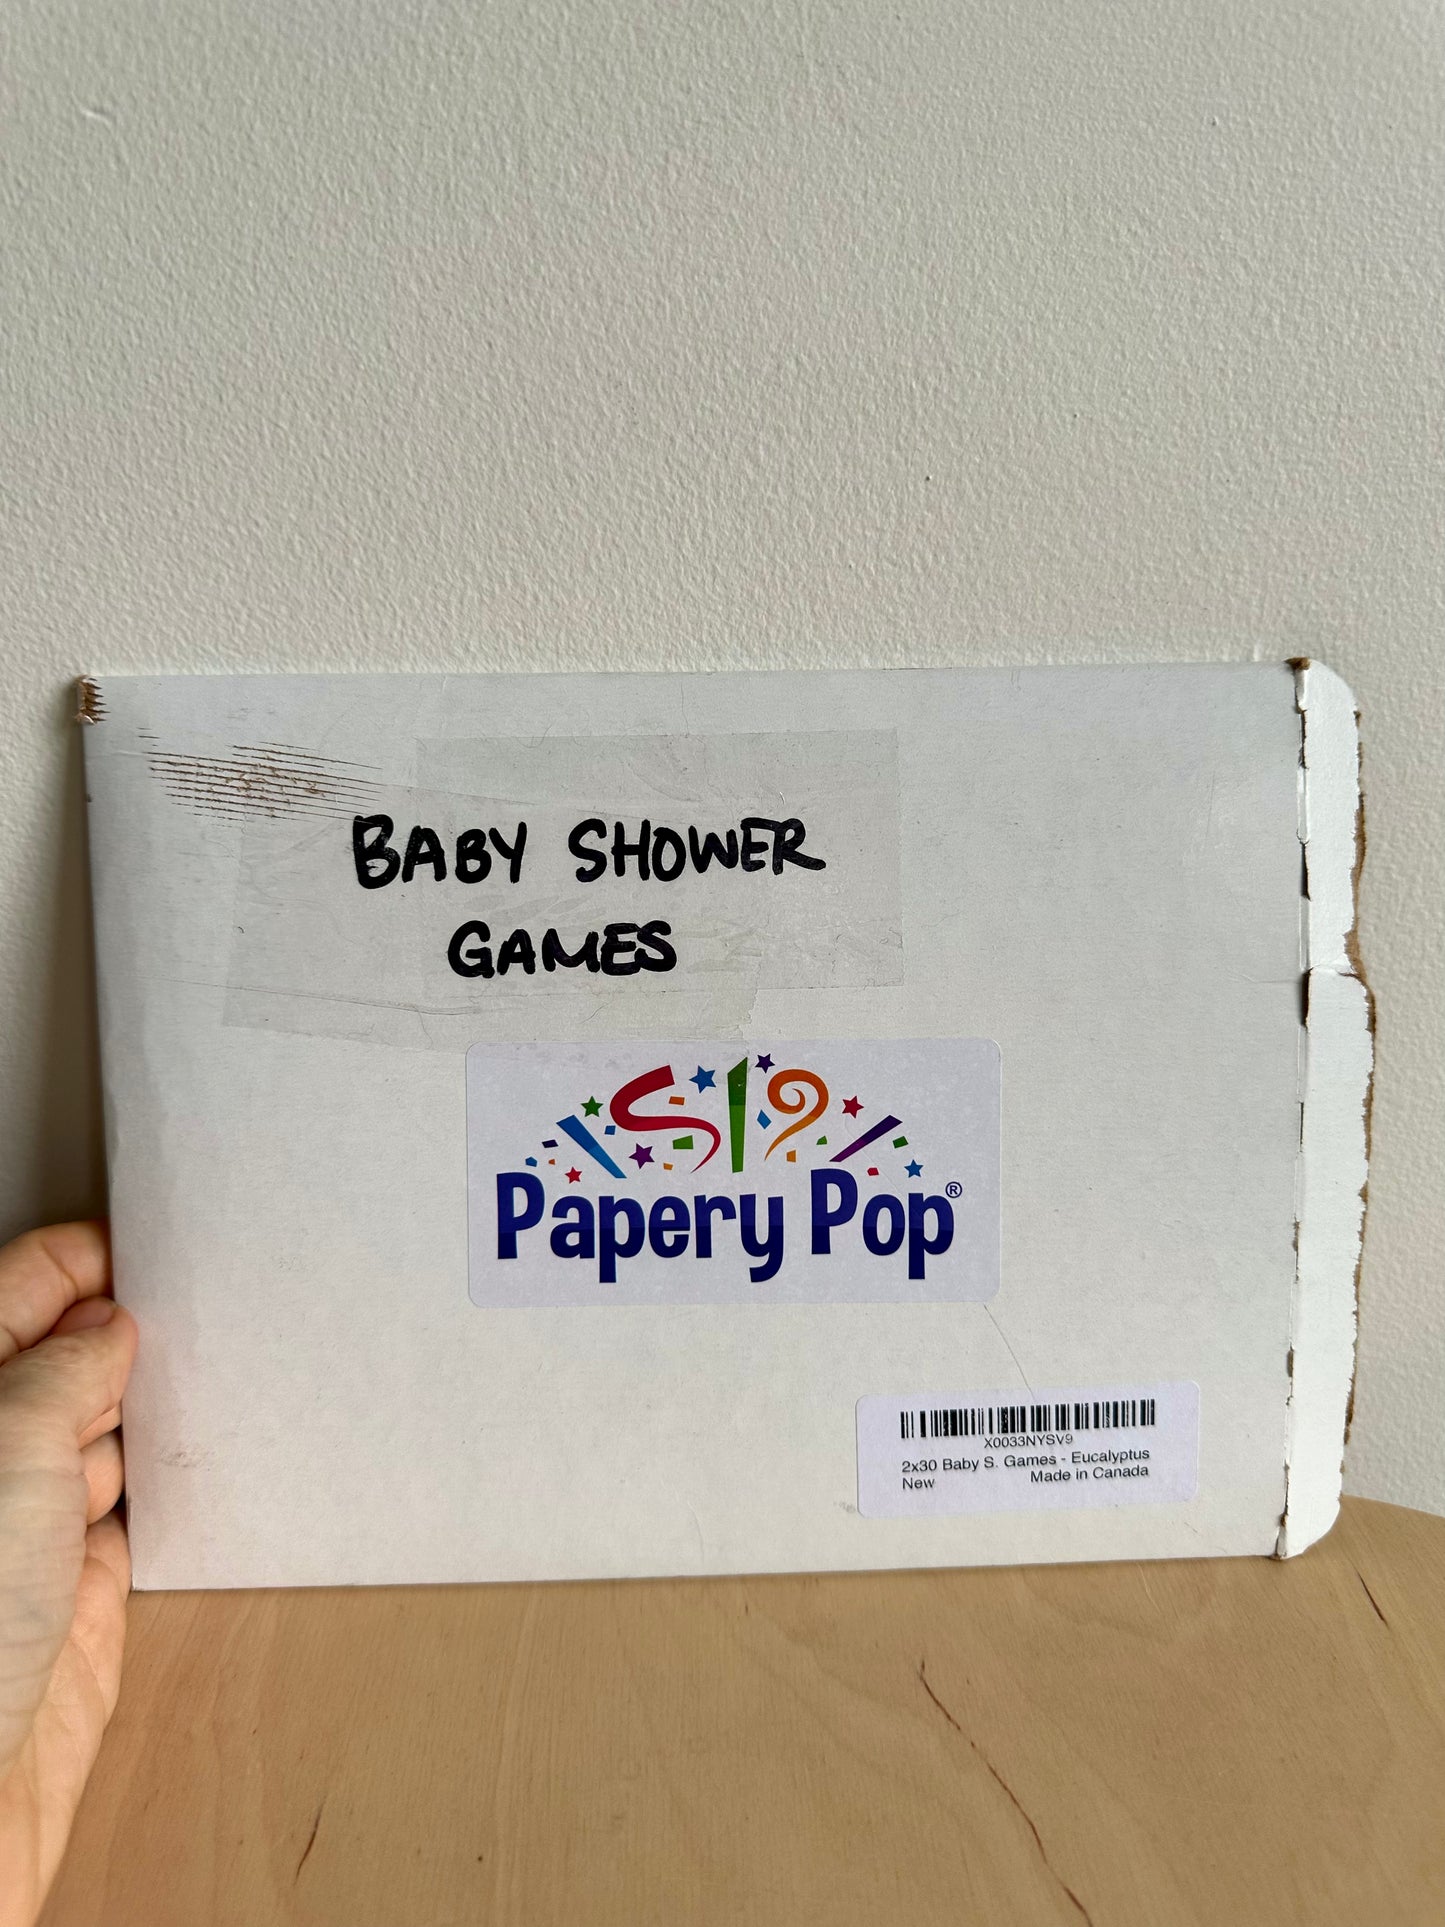 BABY SHOWER
GAMES
Papery Pop®
X0033NYSV9
2x30 Baby S. Games - Eucalyptus
New Made in Canada